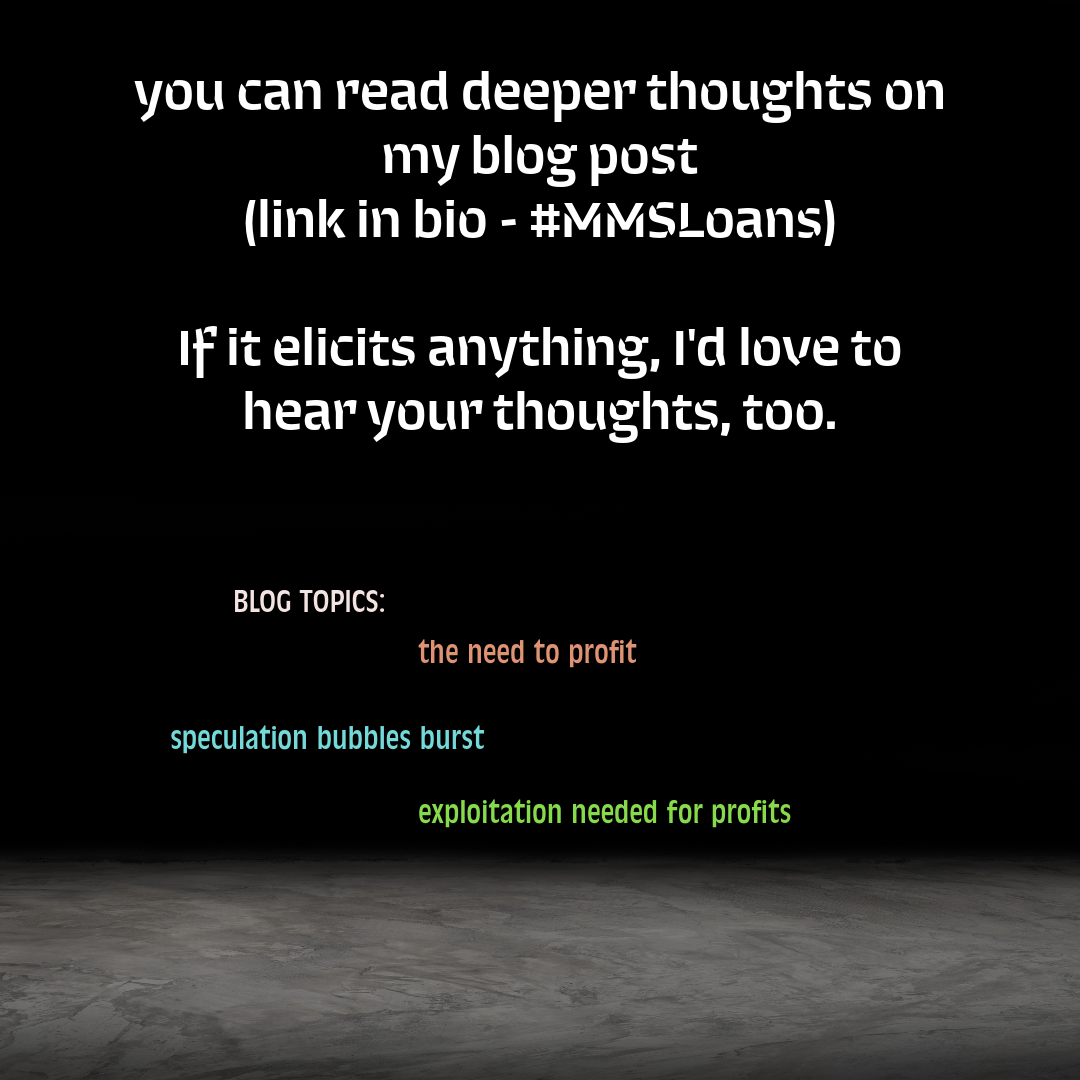 you can read deeper thoughts on
my blog post
(link in bio - #MMSLoans)
If it elicits anything, I'd love to
hear your thoughts, too.
BLOG TOPICS:
the need to profit
speculation bubbles burst
exploitation needed for profits